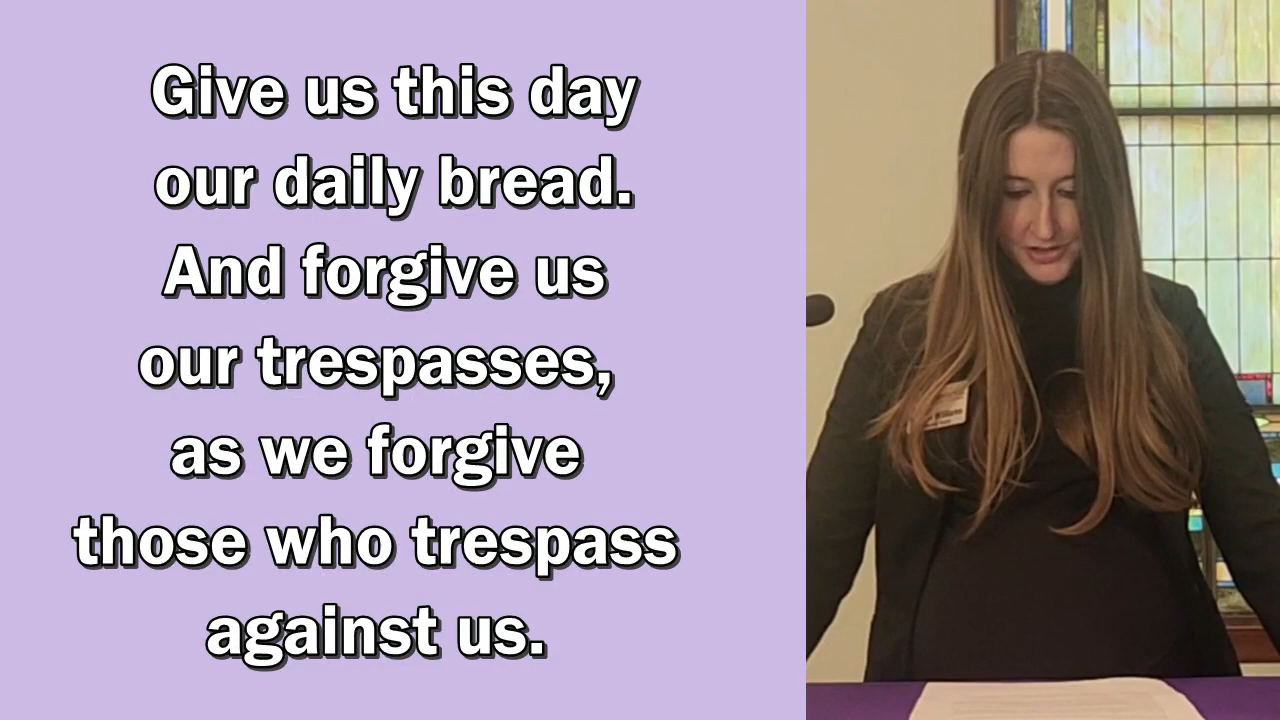 Give us this day
our daily bread.
And forgive us
our trespasses,
as we forgive
those who trespass
against us.